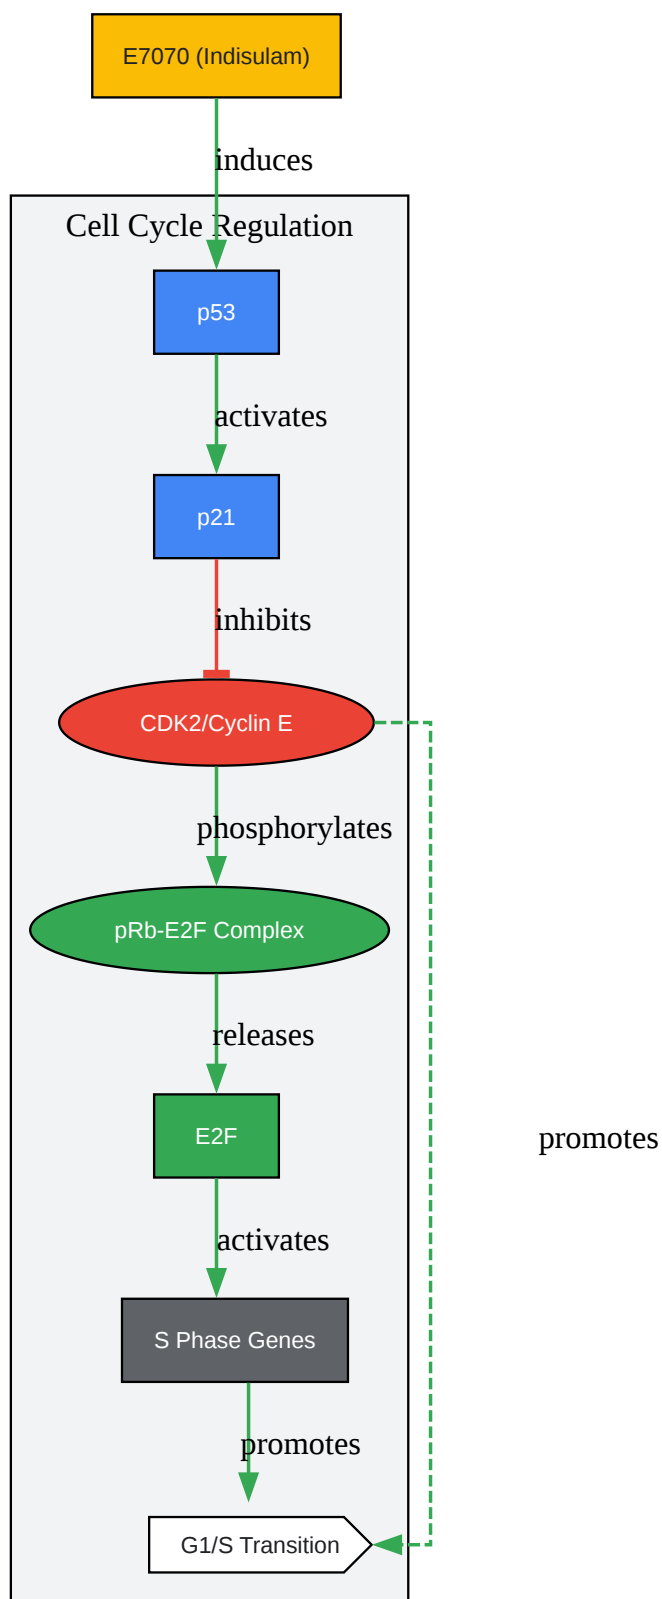 E7070 (Indisulam)
induces
Cell Cycle Regulation
p53
activates
p21
inhibits
CDK2/Cyclin E
phosphorylates
pRb-E2F Complex
releases
E2F
promotes
activates
S Phase Genes
promotes
G1/S Transition